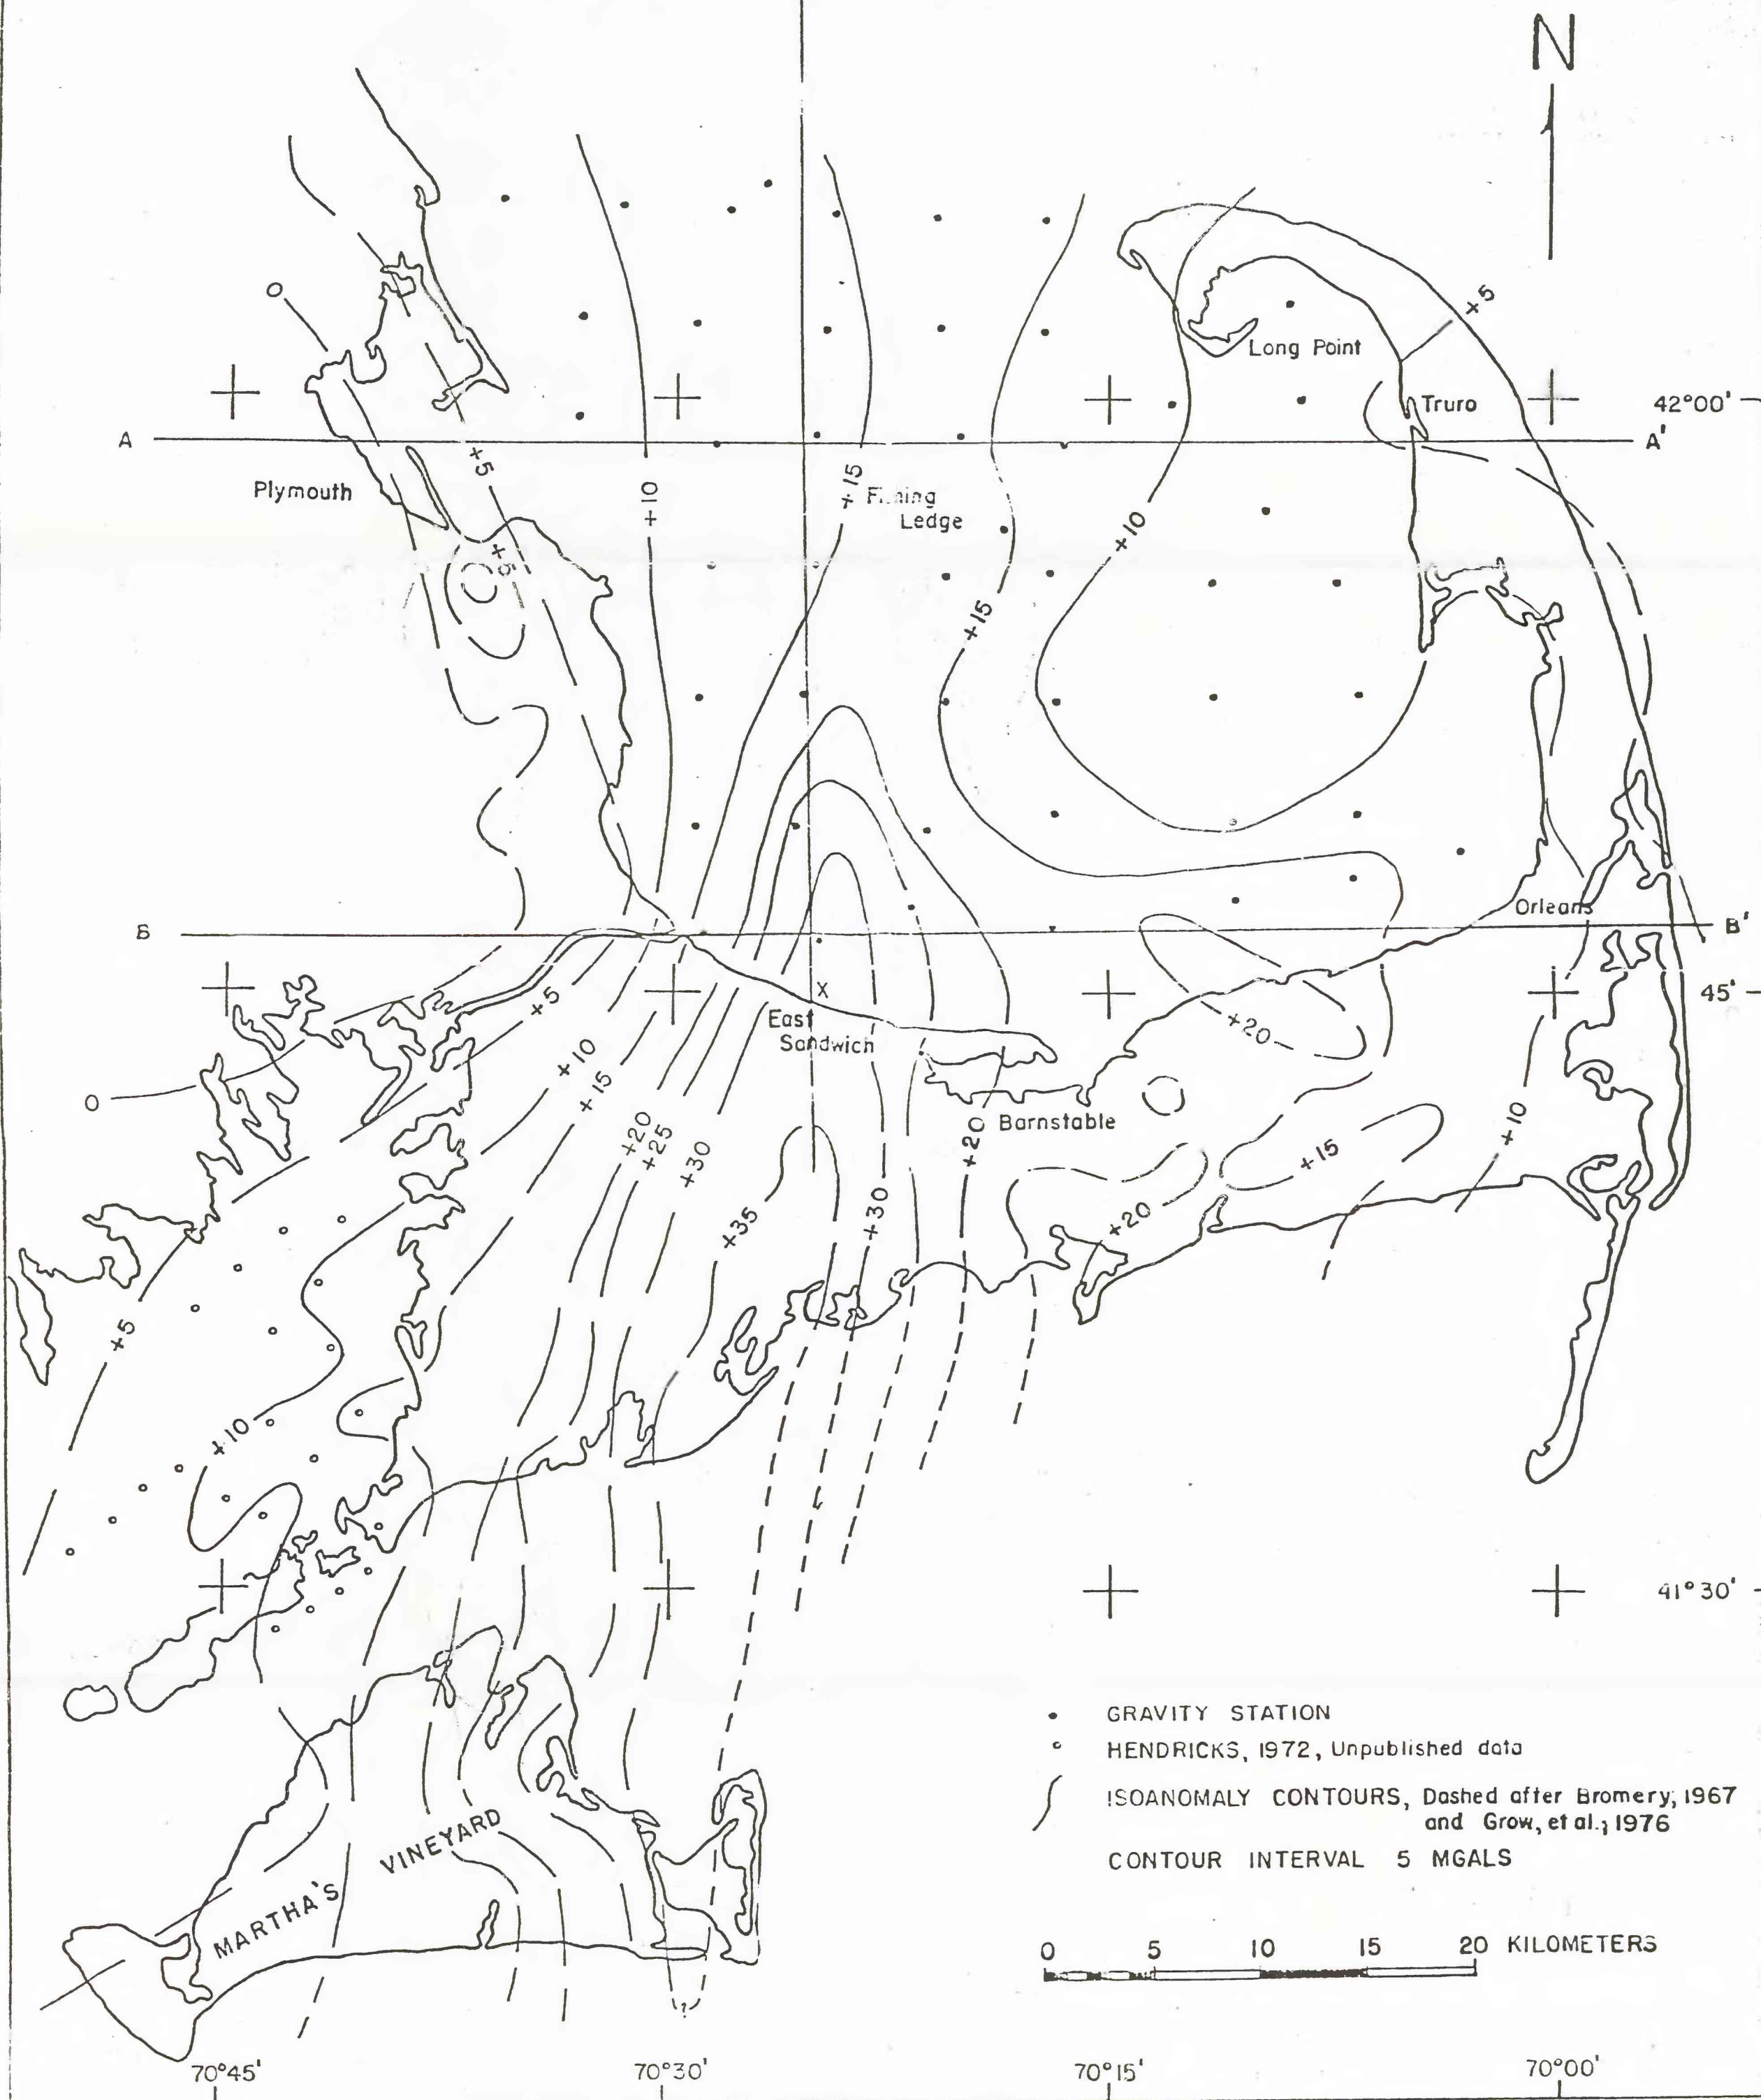 N
0
+5
Long Point
Truro
42°00'
A
A'
+5
Plymouth
+10
+15
Ledge
+10
+5
+15
Orleans
B
B'
X
45'
+5
East
Sandwich
+20
+10
0
+15
+20
+25
+30
+20
Barnstable
+10
+15
+35
+30
+20
+5
+10
41°30'
GRAVITY STATION
HENDRICKS, 1972, Unpublished data
ISOANOMALY CONTOURS, Dashed after Bromery, 1967
and Grow, et al.; 1976
CONTOUR INTERVAL 5 MGALS
MARTHA'S VINEYARD
0 5 10 15 20 KILOMETERS
?
70°45' 70°30' 70°15' 70°00'